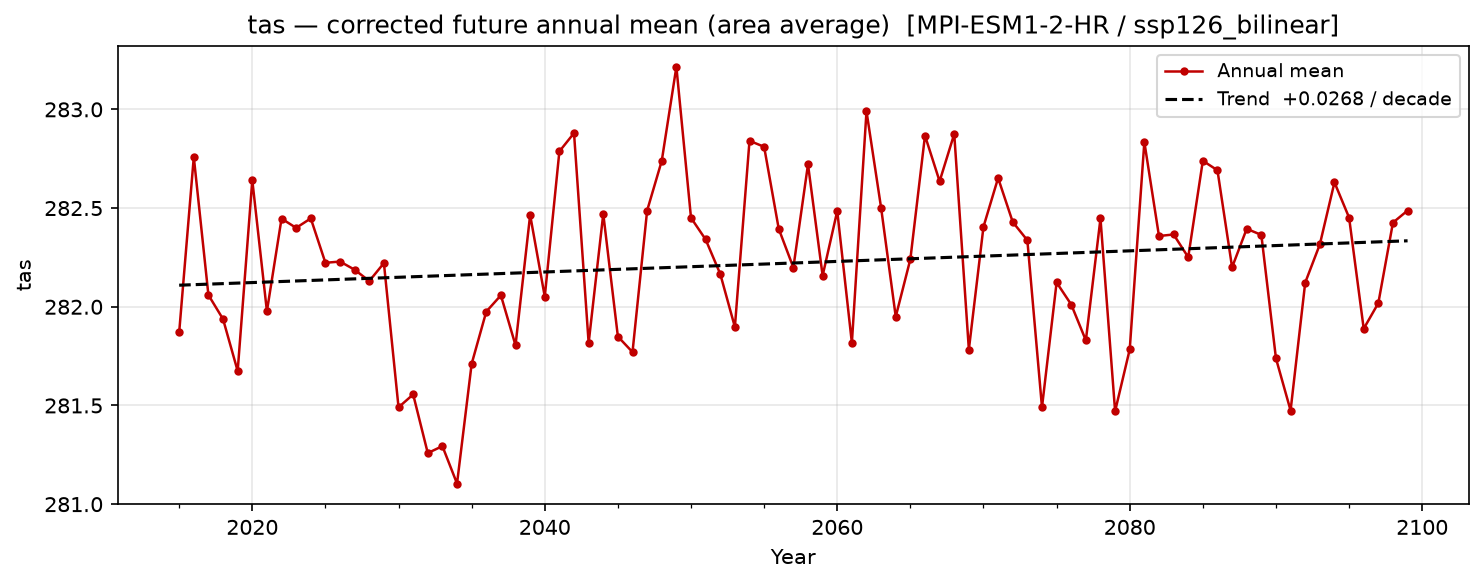 tas — corrected future annual mean (area average)  [MPI-ESM1-2-HR / ssp126_bilinear]
Annual mean
Trend  +0.0268 / decade
283.0
282.5
282.0
281.5
281.0
tas
2020
2040
2060
2080
2100
Year